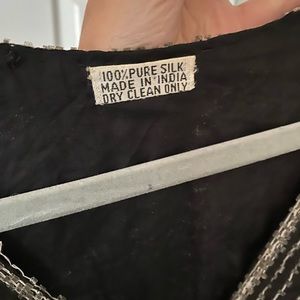 100% PURE SILK
MADE IN INDIA
DRY CLEAN ONLY